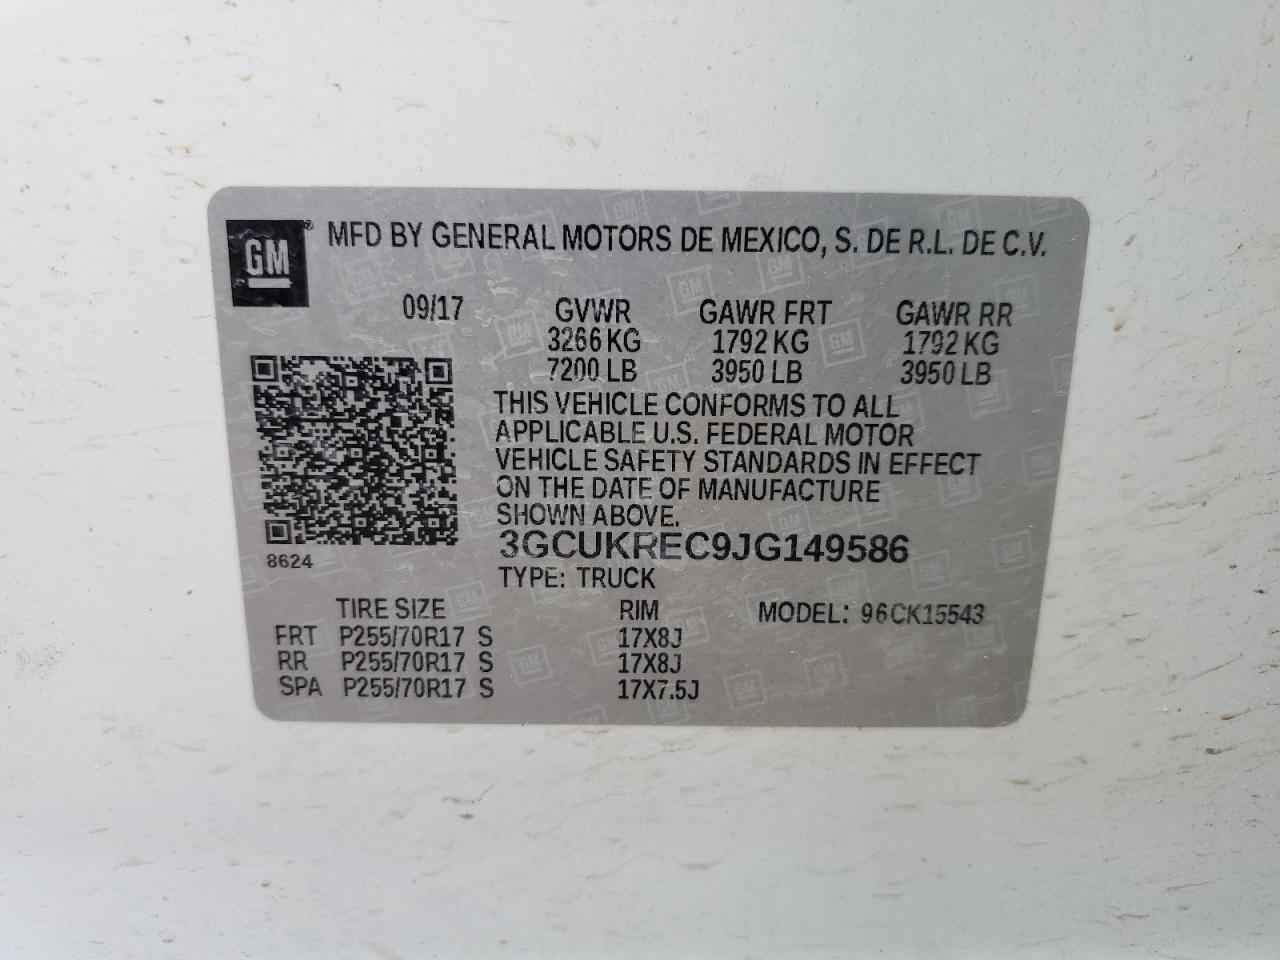 GM® MFD BY GENERAL MOTORS DE MEXICO, S. DE R.L. DE C.V.
09/17 GVWR GAWR FRT GAWR RR
3266 KG 1792 KG 1792 KG
7200 LB 3950 LB 3950 LB
THIS VEHICLE CONFORMS TO ALL
APPLICABLE U.S. FEDERAL MOTOR
VEHICLE SAFETY STANDARDS IN EFFECT
ON THE DATE OF MANUFACTURE
SHOWN ABOVE.
3GCUKREC9JG149586
8624
TYPE: TRUCK
TIRE SIZE RIM MODEL: 96CK15543
FRT P255/70R17 S 17X8J
RR P255/70R17 S 17X8J
SPA P255/70R17 S 17X7.5J